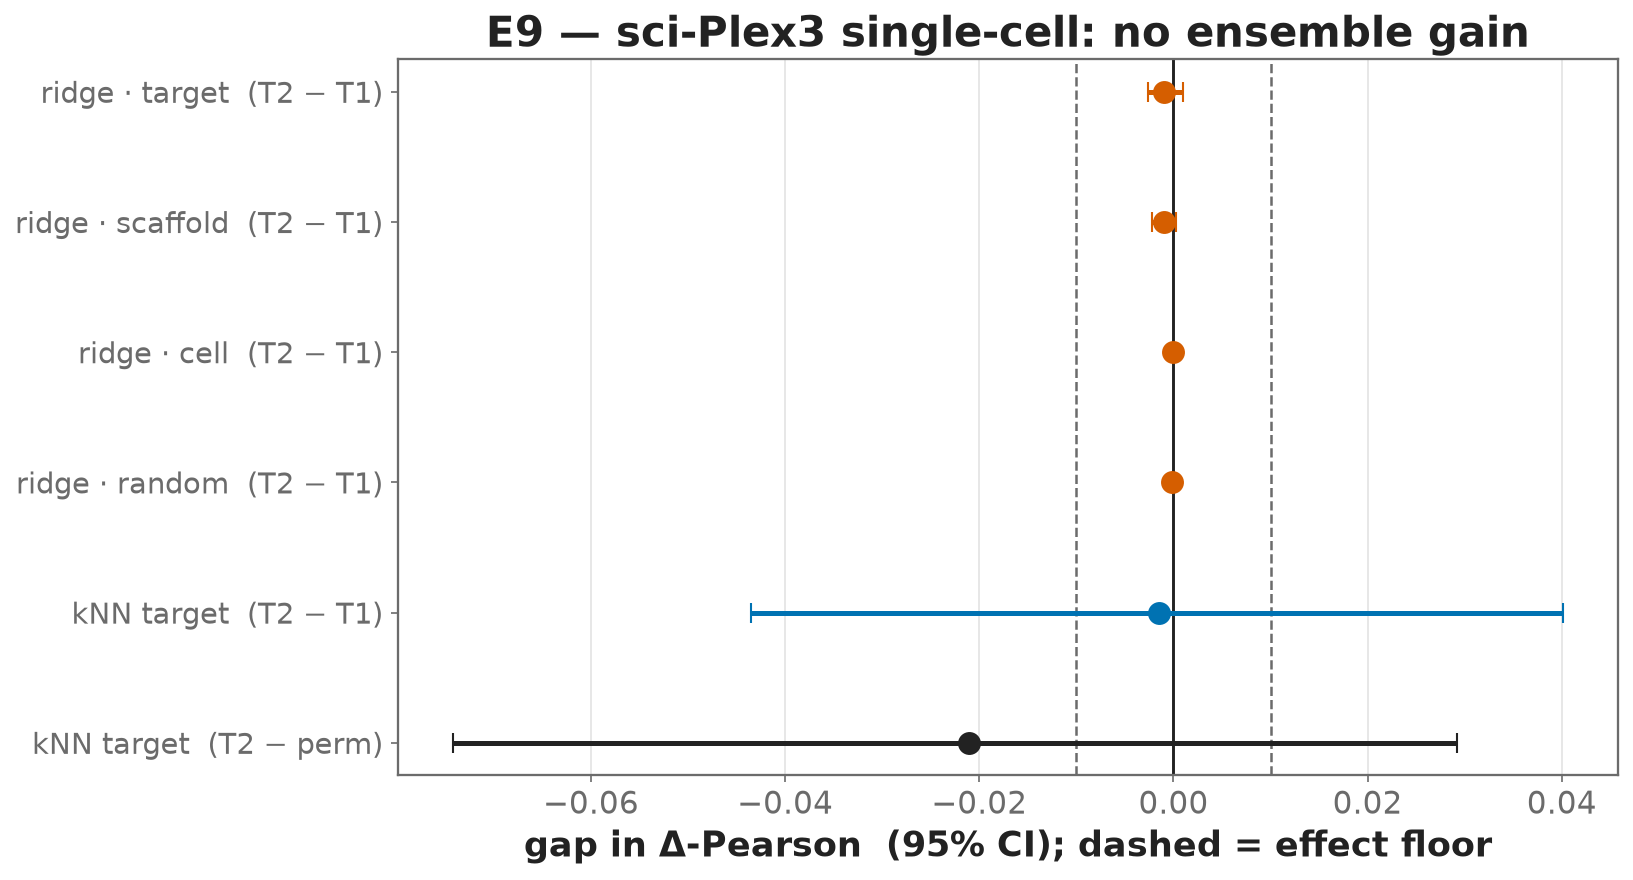 E9 — sci-Plex3 single-cell: no ensemble gain
ridge · target (T2 − T1)
ridge · scaffold (T2 − T1)
ridge · cell (T2 − T1)
ridge · random (T2 − T1)
kNN target (T2 − T1)
kNN target (T2 − perm)
−0.06 −0.04 −0.02 0.00 0.02 0.04
gap in Δ-Pearson (95% CI); dashed = effect floor